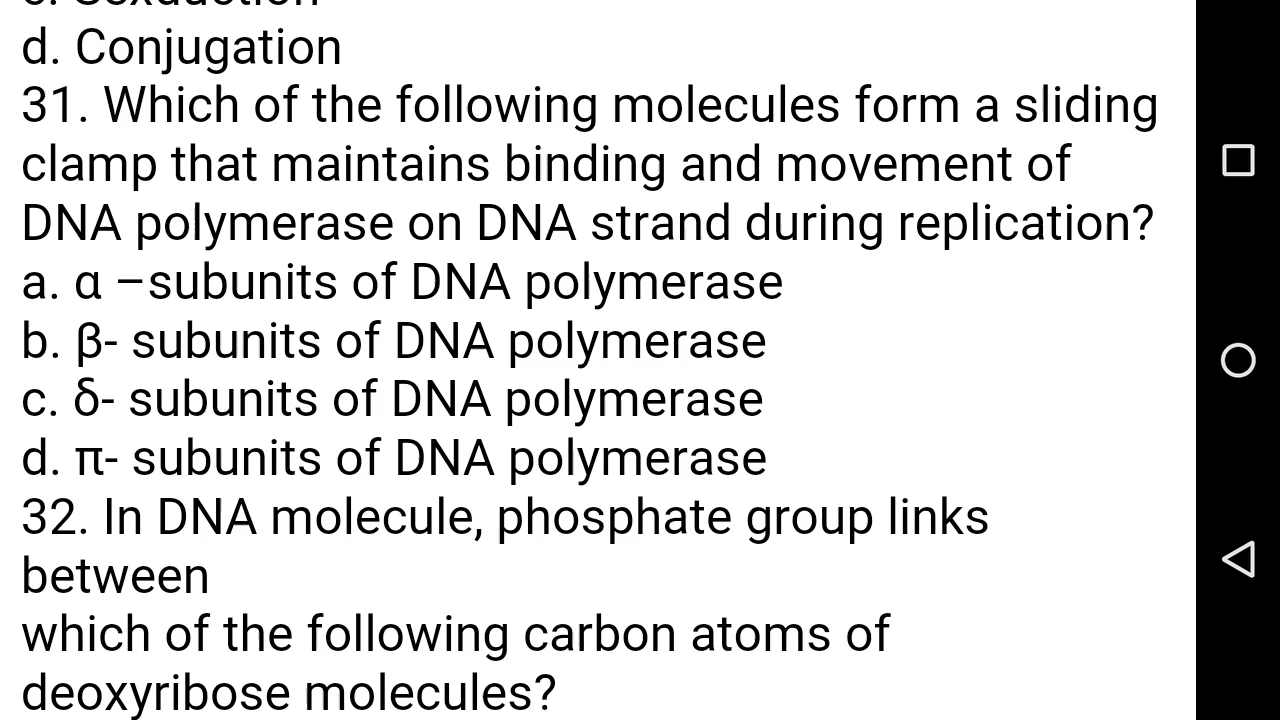 d. Conjugation
31. Which of the following molecules form a sliding
clamp that maintains binding and movement of
DNA polymerase on DNA strand during replication?
a. α –subunits of DNA polymerase
b. β- subunits of DNA polymerase
c. δ- subunits of DNA polymerase
d. π- subunits of DNA polymerase
32. In DNA molecule, phosphate group links
between
which of the following carbon atoms of
deoxyribose molecules?